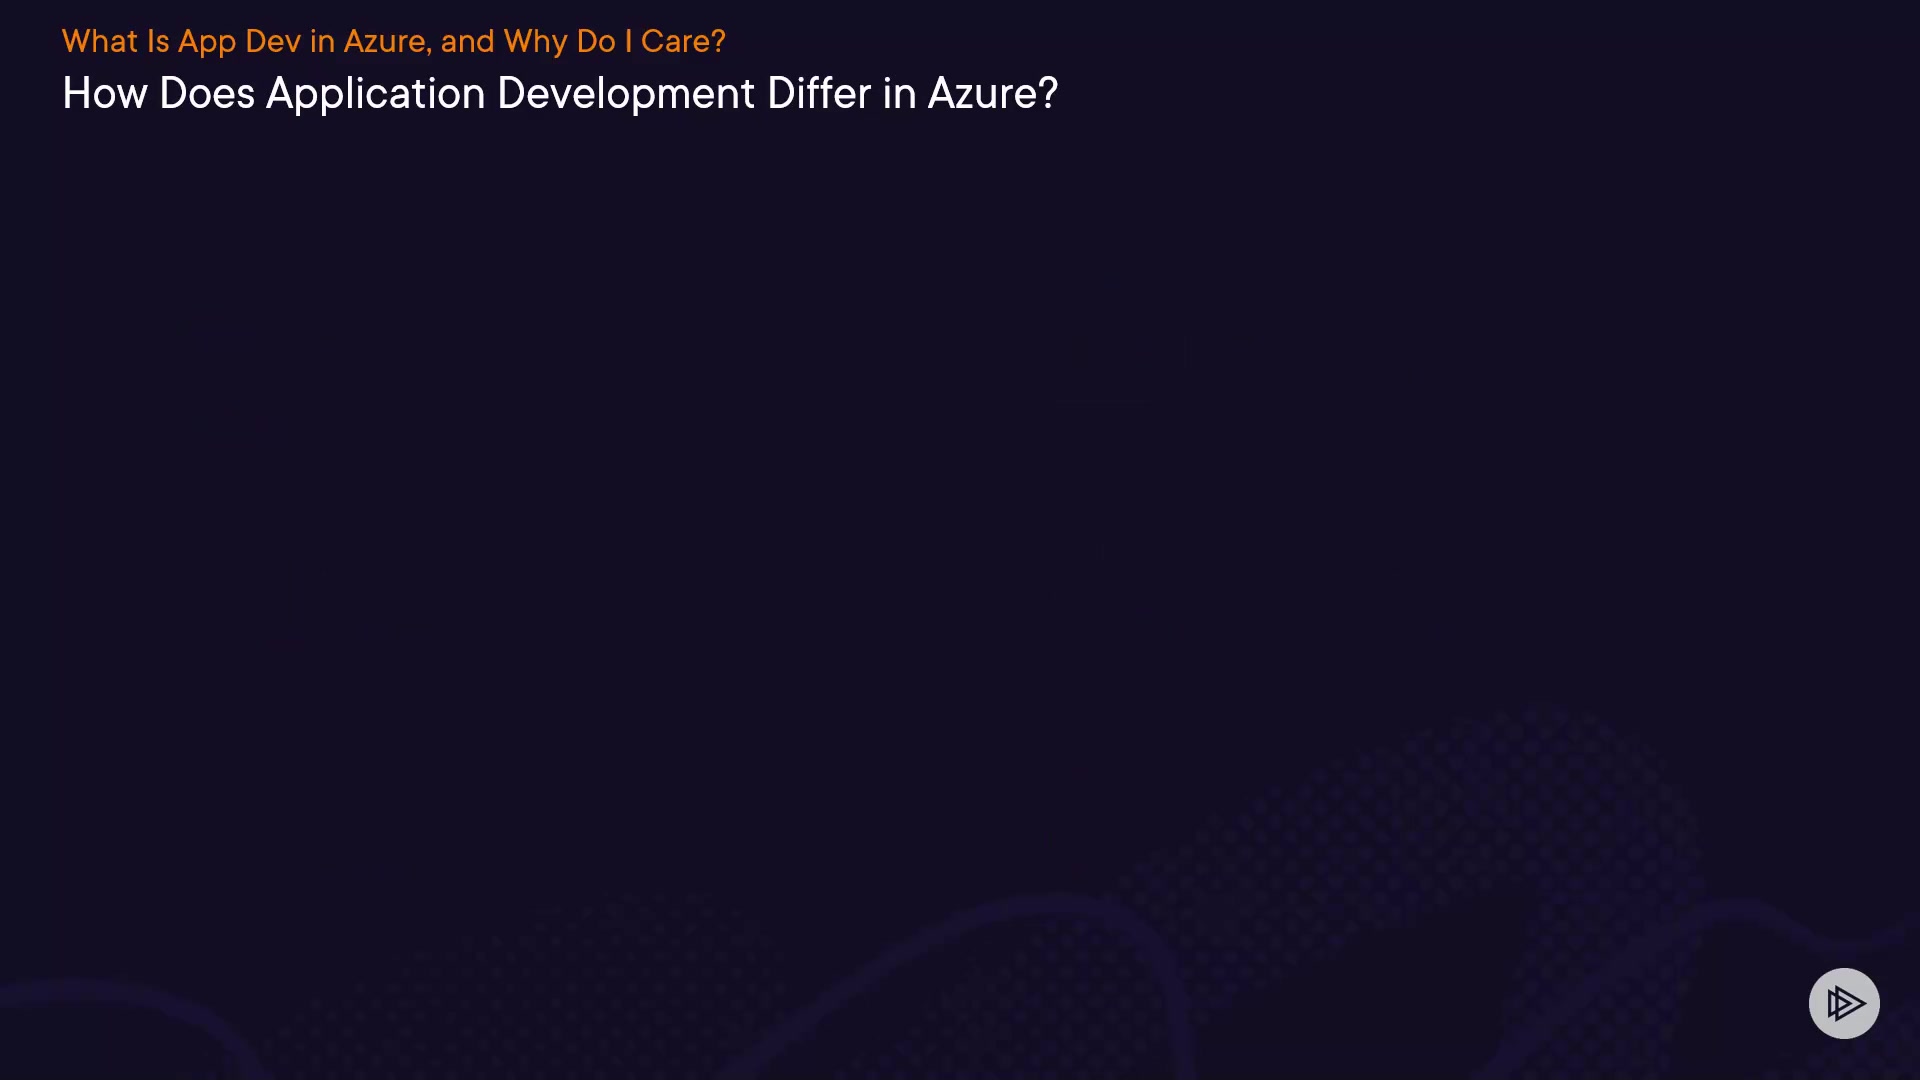 What Is App Dev in Azure, and Why Do I Care?
How Does Application Development Differ in Azure?